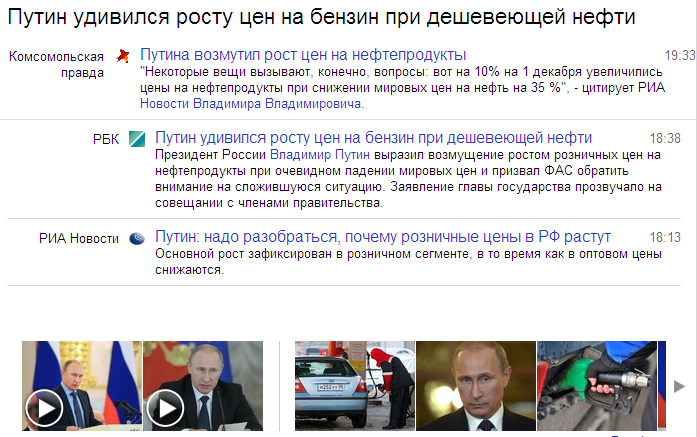 Путин удивился росту цен на бензин при дешевеющей нефти
Комсомольская правда
Путина возмутил рост цен на нефтепродукты 19:33
"Некоторые вещи вызывают, конечно, вопросы: вот на 10% на 1 декабря увеличились
цены на нефтепродукты при снижении мировых цен на нефть на 35 %", - цитирует РИА
Новости Владимира Владимировича.
РБК
Путин удивился росту цен на бензин при дешевеющей нефти 18:38
Президент России Владимир Путин выразил возмущение ростом розничных цен на
нефтепродукты при очевидном падении мировых цен и призвал ФАС обратить
внимание на сложившуюся ситуацию. Заявление главы государства прозвучало на
совещании с членами правительства.
РИА Новости
Путин: надо разобраться, почему розничные цены в РФ растут 18:13
Основной рост зафиксирован в розничном сегменте, в то время как в оптовом цены
снижаются.